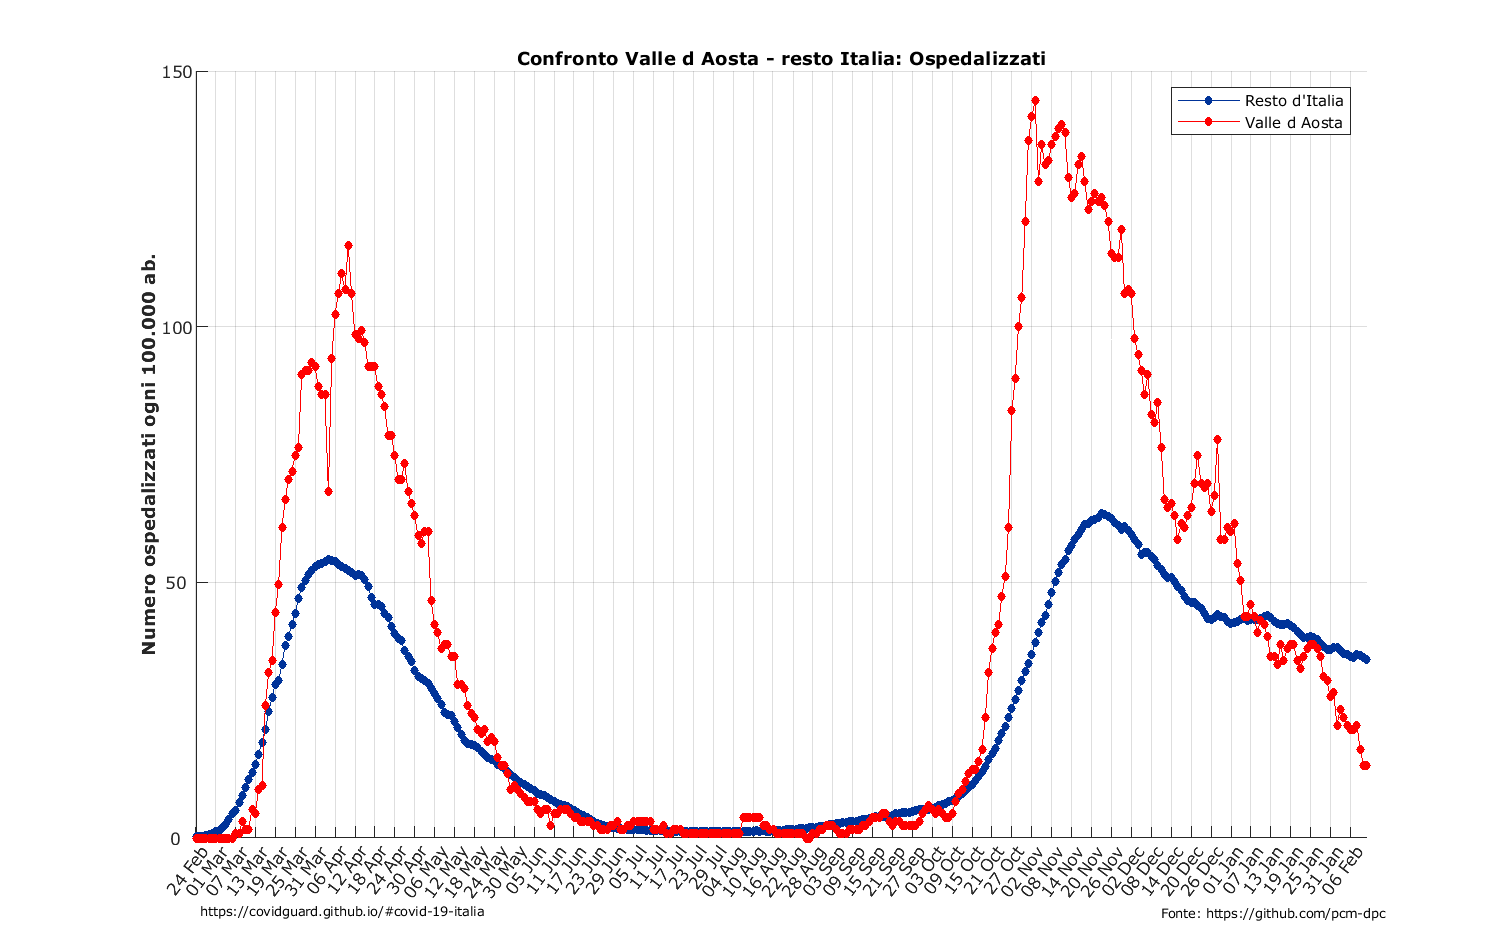 Confronto Valle d Aosta - resto Italia: Ospedalizzati
Numero ospedalizzati ogni 100.000 ab.
150
100
50
0
Resto d'Italia
Valle d Aosta
24 Feb
01 Mar
07 Mar
13 Mar
19 Mar
25 Mar
31 Mar
06 Apr
12 Apr
18 Apr
24 Apr
30 Apr
06 May
12 May
18 May
24 May
30 May
05 Jun
11 Jun
17 Jun
23 Jun
29 Jun
05 Jul
11 Jul
17 Jul
23 Jul
29 Jul
04 Aug
10 Aug
16 Aug
22 Aug
28 Aug
03 Sep
09 Sep
15 Sep
21 Sep
27 Sep
03 Oct
09 Oct
15 Oct
21 Oct
27 Oct
02 Nov
08 Nov
14 Nov
20 Nov
26 Nov
02 Dec
08 Dec
14 Dec
20 Dec
26 Dec
01 Jan
07 Jan
13 Jan
19 Jan
25 Jan
31 Jan
06 Feb
https://covidguard.github.io/#covid-19-italia
Fonte: https://github.com/pcm-dpc